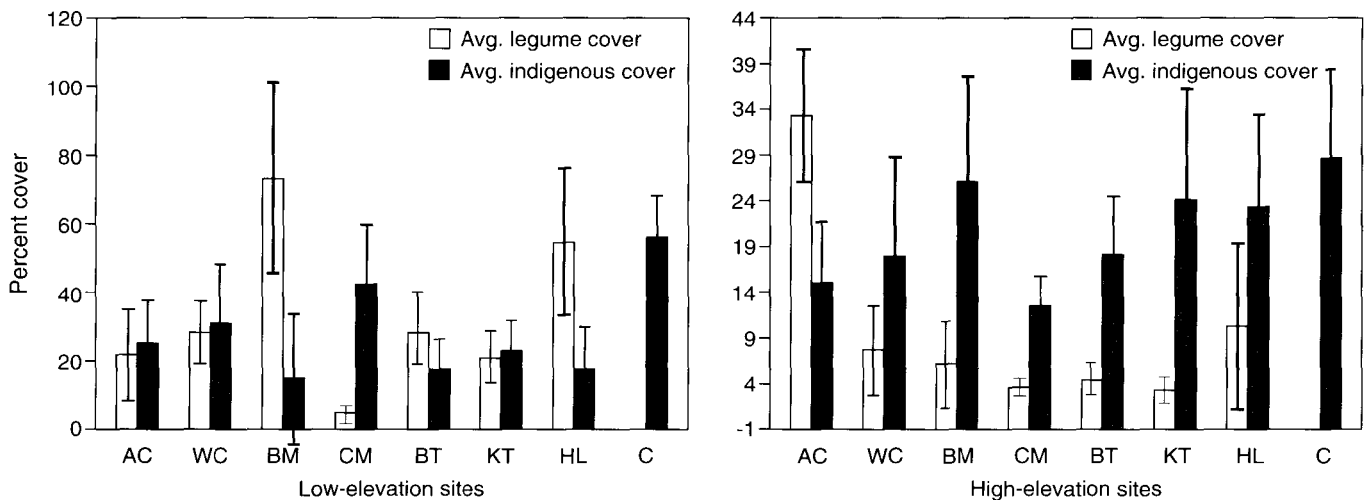 120
100
80
60
40
20
0
Percent cover
Avg. legume cover
Avg. indigenous cover
AC WC BM CM BT KT HL C
Low-elevation sites
44
39
34
29
24
19
14
9
4
-1
Avg. legume cover
Avg. indigenous cover
AC WC BM CM BT KT HL C
High-elevation sites